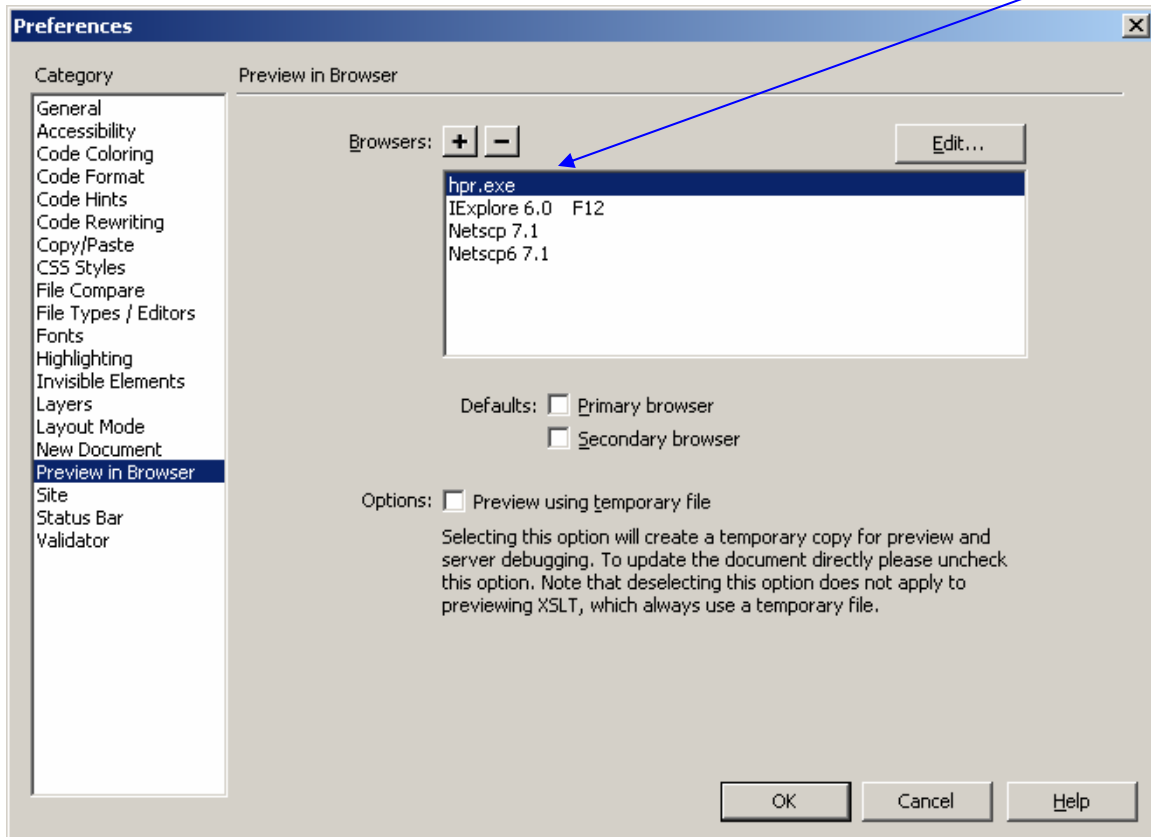 Preferences
Category
General
Accessibility
Code Coloring
Code Format
Code Hints
Code Rewriting
Copy/Paste
CSS Styles
File Compare
File Types / Editors
Fonts
Highlighting
Invisible Elements
Layers
Layout Mode
New Document
Preview in Browser
Site
Status Bar
Validator
Preview in Browser
Browsers: + −
Edit...
hpr.exe
IExplore 6.0 F12
Netscp 7.1
Netscp6 7.1
Defaults: Primary browser
Secondary browser
Options: Preview using temporary file
Selecting this option will create a temporary copy for preview and
server debugging. To update the document directly please uncheck
this option. Note that deselecting this option does not apply to
previewing XSLT, which always use a temporary file.
OK Cancel Help